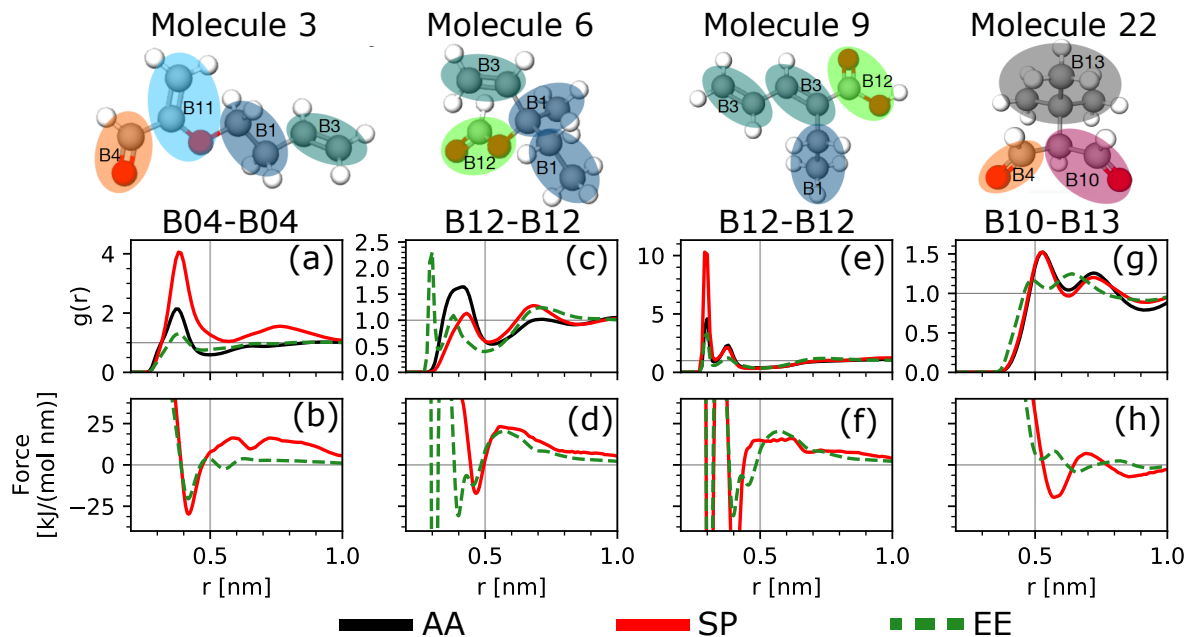 Molecule 3 Molecule 6 Molecule 9 Molecule 22
B4 B11 B1 B3
B3 B1 B12 B1
B3 B3 B12 B1
B13 B4 B10
B04-B04 B12-B12 B12-B12 B10-B13
g(r)
4
2
0
(a)
2.5
2.0
1.5
1.0
0.5
0.0
(c)
10
5
0
(e)
1.5
1.0
0.5
0.0
(g)
Force
[kJ/(mol nm)]
25
0
−25
(b)
(d)
(f)
(h)
0.5 1.0 0.5 1.0 0.5 1.0 0.5 1.0
r [nm] r [nm] r [nm] r [nm]
AA SP EE